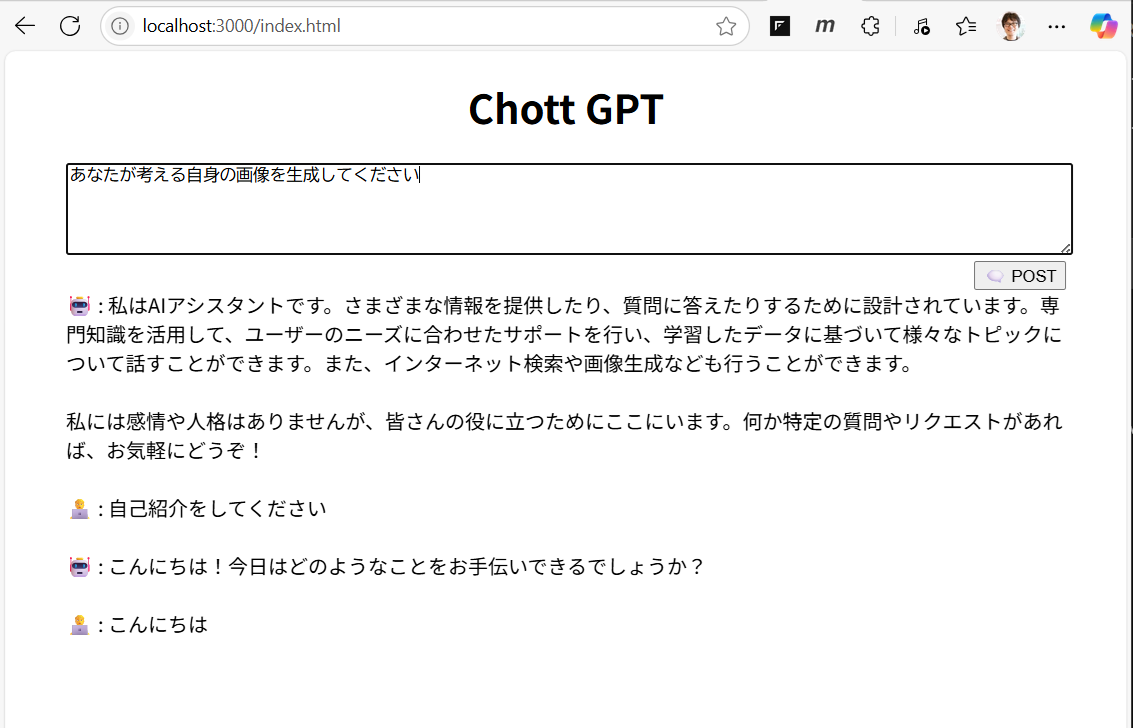 localhost:3000/index.html
Chott GPT
あなたが考える自身の画像を生成してください
POST
: 私はAIアシスタントです。さまざまな情報を提供したり、質問に答えたりするために設計されています。専
門知識を活用して、ユーザーのニーズに合わせたサポートを行い、学習したデータに基づいて様々なトピックに
ついて話すことができます。また、インターネット検索や画像生成なども行うことができます。
私には感情や人格はありませんが、皆さんの役に立つためにここにいます。何か特定の質問やリクエストがあれ
ば、お気軽にどうぞ！
: 自己紹介をしてください
: こんにちは！今日はどのようなことをお手伝いできるでしょうか？
: こんにちは